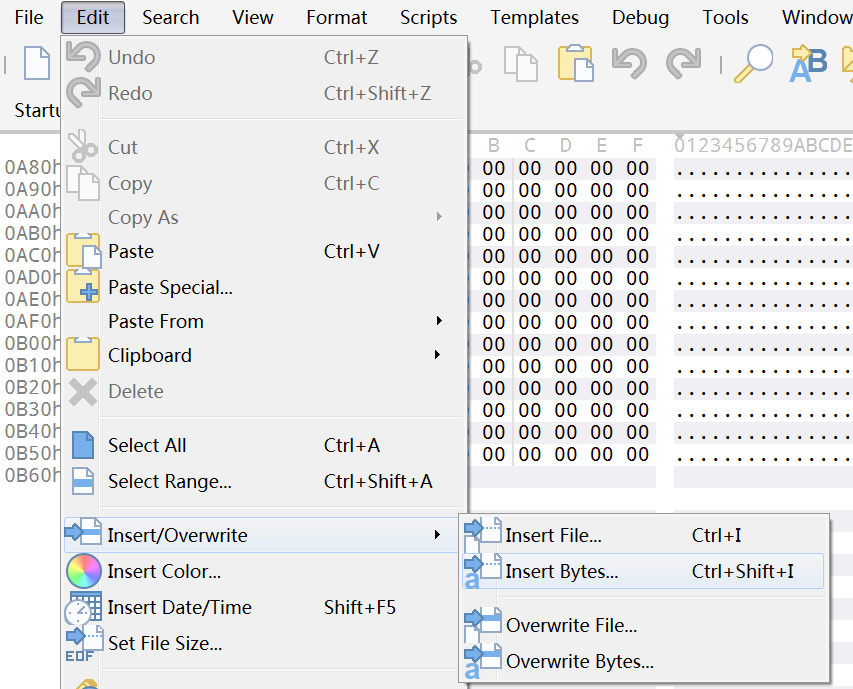 File Edit Search View Format Scripts Templates Debug Tools Window
Undo Ctrl+Z
Redo Ctrl+Shift+Z
AB
Startu
B C D E F 0123456789ABCDE
Cut Ctrl+X
0A80h 00 00 00 00 00 ...............
Copy Ctrl+C
0A90h 00 00 00 00 00 ...............
0AA0h 00 00 00 00 00 ...............
Copy As
0AB0h 00 00 00 00 00 ...............
Paste Ctrl+V
0AC0h 00 00 00 00 00 ...............
0AD0h 00 00 00 00 00 ...............
Paste Special...
0AE0h 00 00 00 00 00 ...............
Paste From
0AF0h 00 00 00 00 00 ...............
0B00h 00 00 00 00 00 ...............
Clipboard
0B10h 00 00 00 00 00 ...............
0B20h 00 00 00 00 00 ...............
Delete
0B30h 00 00 00 00 00 ...............
0B40h 00 00 00 00 00 ...............
Select All Ctrl+A
0B50h 00 00 00 00 00 ...............
0B60h
Select Range... Ctrl+Shift+A
Insert/Overwrite
Insert Color...
Insert Date/Time Shift+F5
Set File Size...
EOF
Insert File... Ctrl+I
Insert Bytes... Ctrl+Shift+I
a
Overwrite File...
Overwrite Bytes...
a